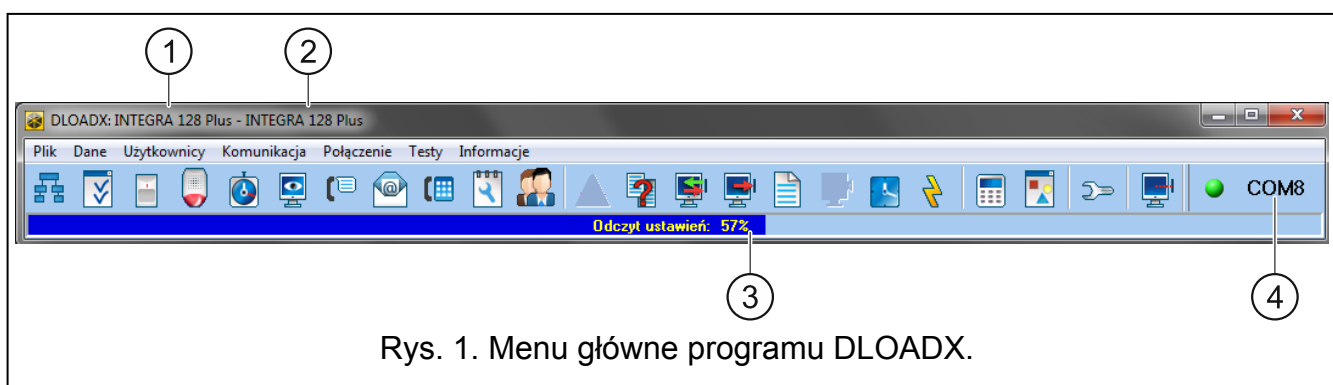 1 2
DLOADX: INTEGRA 128 Plus - INTEGRA 128 Plus
Plik Dane Użytkownicy Komunikacja Połączenie Testy Informacje
COM8
Odczyt ustawień: 57%
3 4
Rys. 1. Menu główne programu DLOADX.